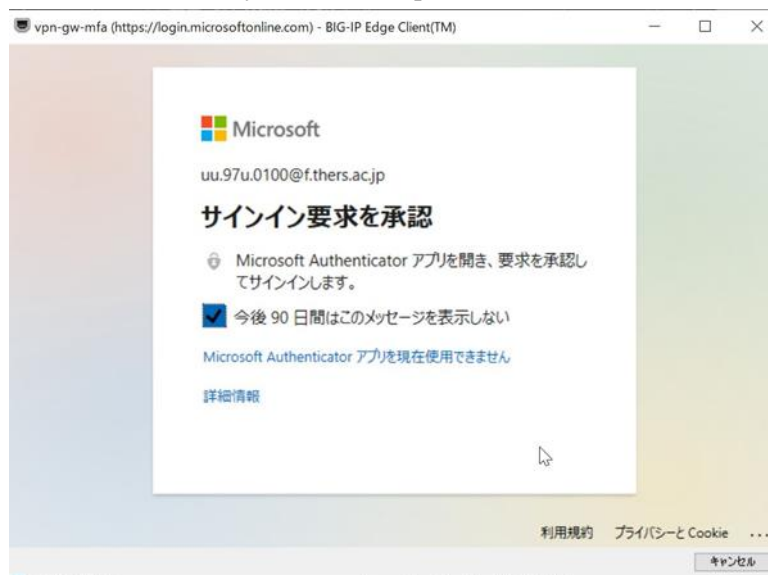 vpn-gw-mfa (https://login.microsoftonline.com) - BIG-IP Edge Client(TM)
Microsoft
uu.97u.0100@f.thers.ac.jp
サインイン要求を承認
Microsoft Authenticator アプリを開き、要求を承認し
てサインインします。
今後 90 日間はこのメッセージを表示しない
Microsoft Authenticator アプリを現在使用できません
詳細情報
利用規約 プライバシーと Cookie ...
キャンセル